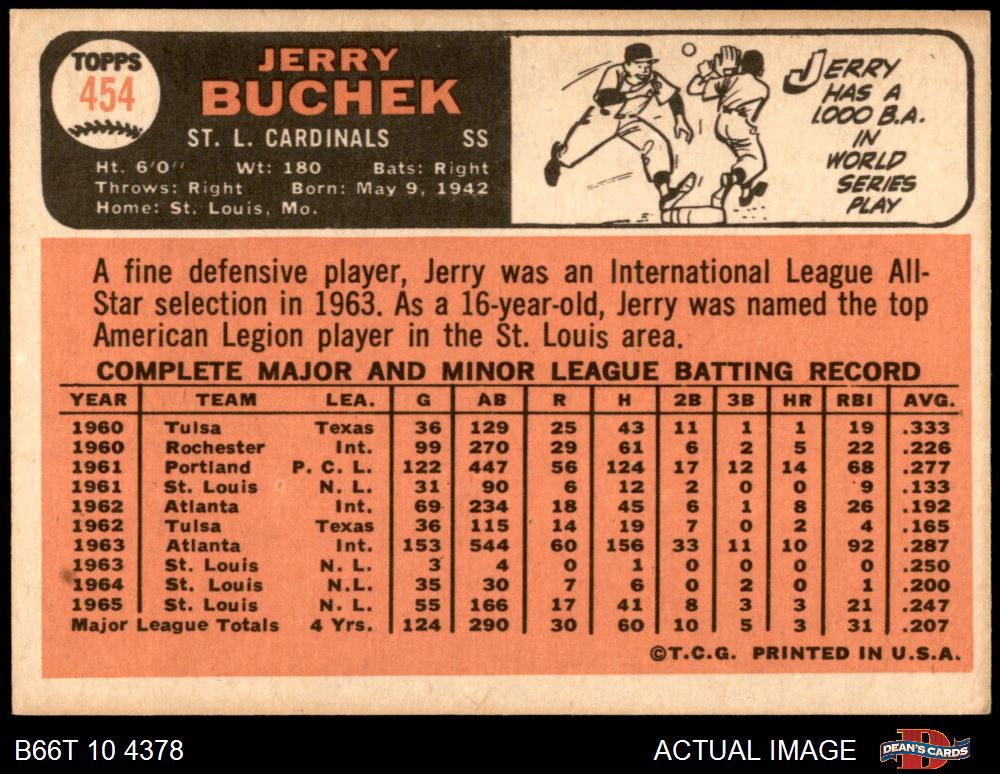 TOPPS
454
JERRY
BUCHEK
ST. L. CARDINALS SS
Ht. 6'0" Wt: 180 Bats: Right
Throws: Right Born: May 9, 1942
Home: St. Louis, Mo.
JERRY
HAS A
1.000 B.A.
IN
WORLD
SERIES
PLAY
A fine defensive player, Jerry was an International League All-
Star selection in 1963. As a 16-year-old, Jerry was named the top
American Legion player in the St. Louis area.
COMPLETE MAJOR AND MINOR LEAGUE BATTING RECORD
YEAR TEAM LEA. G AB R H 2B 3B HR RBI AVG.
1960 Tulsa Texas 36 129 25 43 11 1 1 19 .333
1960 Rochester Int. 99 270 29 61 6 2 5 22 .226
1961 Portland P. C. L. 122 447 56 124 17 12 14 68 .277
1961 St. Louis N. L. 31 90 6 12 2 0 0 9 .133
1962 Atlanta Int. 69 234 18 45 6 1 8 26 .192
1962 Tulsa Texas 36 115 14 19 7 0 2 4 .165
1963 Atlanta Int. 153 544 60 156 33 11 10 92 .287
1963 St. Louis N. L. 3 4 0 1 0 0 0 0 .250
1964 St. Louis N.L. 35 30 7 6 0 2 0 1 .200
1965 St. Louis N. L. 55 166 17 41 8 3 3 21 .247
Major League Totals 4 Yrs. 124 290 30 60 10 5 3 31 .207
©T.C.G. PRINTED IN U.S.A.
B66T 10 4378 ACTUAL IMAGE DEAN'S CARDS